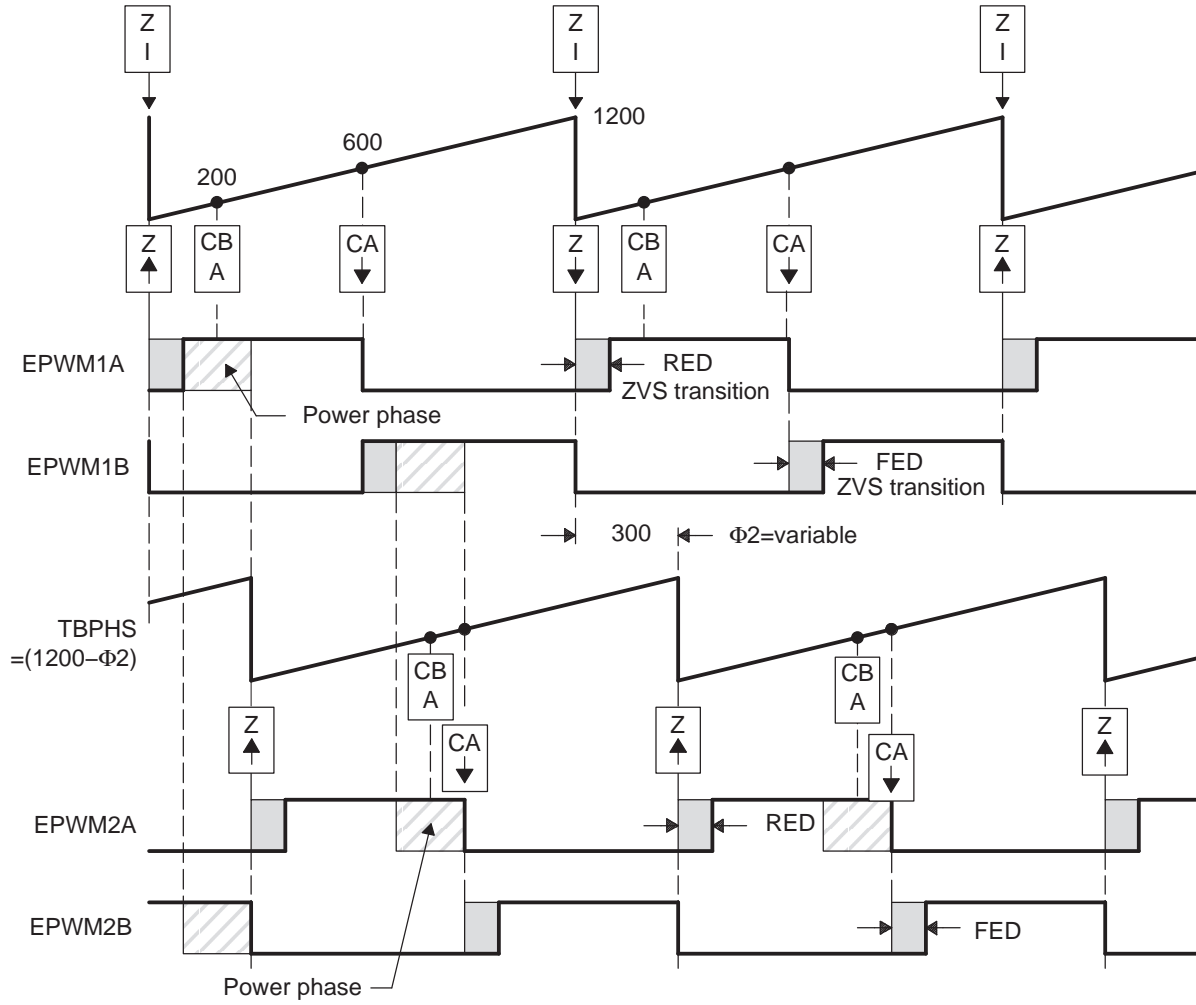 Z
I
Z
I
Z
I
1200
600
200
Z
CB
A
CA
Z
CB
A
CA
Z
EPWM1A
RED
ZVS transition
Power phase
EPWM1B
FED
ZVS transition
300
Φ2=variable
TBPHS
=(1200−Φ2)
CB
A
CB
A
Z
CA
Z
CA
Z
EPWM2A
RED
EPWM2B
FED
Power phase